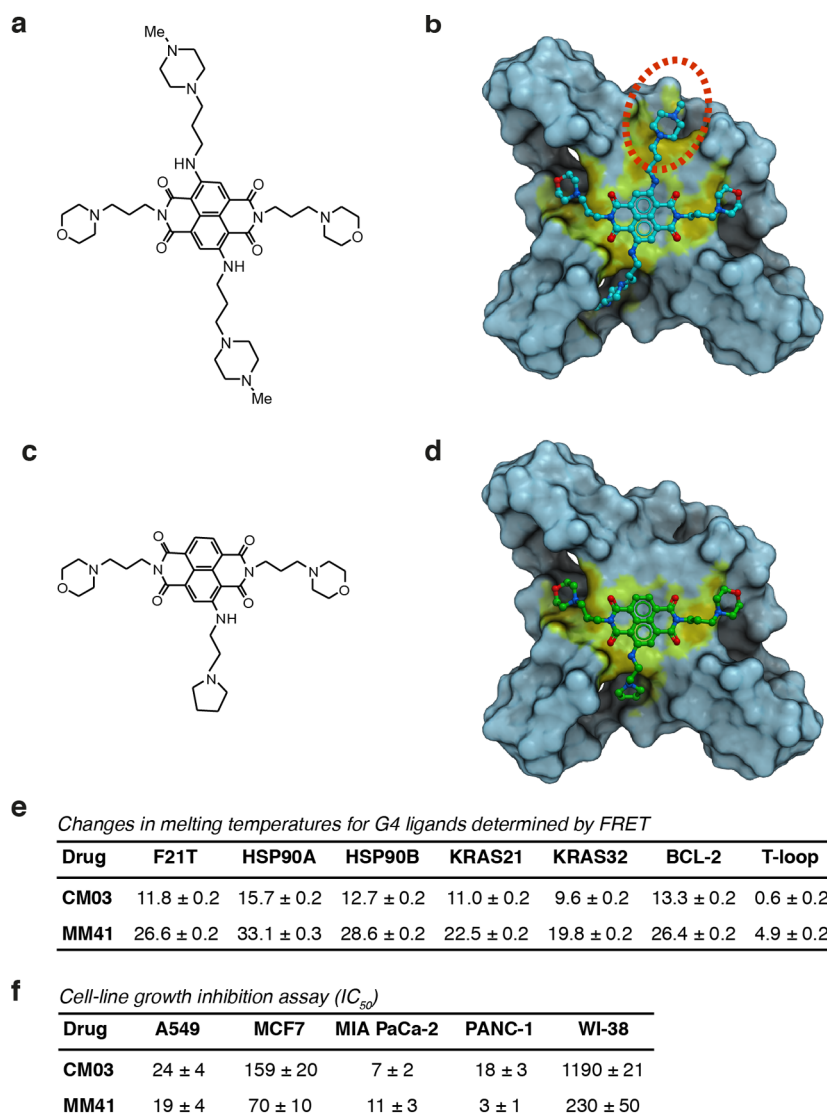 a
b
Me
N
N
HN
O
O
N
N
N
N
O
O
O
O
NH
N
N
Me
c
d
O
O
N
N
N
N
O
O
O
O
NH
N
e
Changes in melting temperatures for G4 ligands determined by FRET
Drug F21T HSP90A HSP90B KRAS21 KRAS32 BCL-2 T-loop
CM03 11.8 ± 0.2 15.7 ± 0.2 12.7 ± 0.2 11.0 ± 0.2 9.6 ± 0.2 13.3 ± 0.2 0.6 ± 0.2
MM41 26.6 ± 0.2 33.1 ± 0.3 28.6 ± 0.2 22.5 ± 0.2 19.8 ± 0.2 26.4 ± 0.2 4.9 ± 0.2
f
Cell-line growth inhibition assay (IC50)
Drug A549 MCF7 MIA PaCa-2 PANC-1 WI-38
CM03 24 ± 4 159 ± 20 7 ± 2 18 ± 3 1190 ± 21
MM41 19 ± 4 70 ± 10 11 ± 3 3 ± 1 230 ± 50